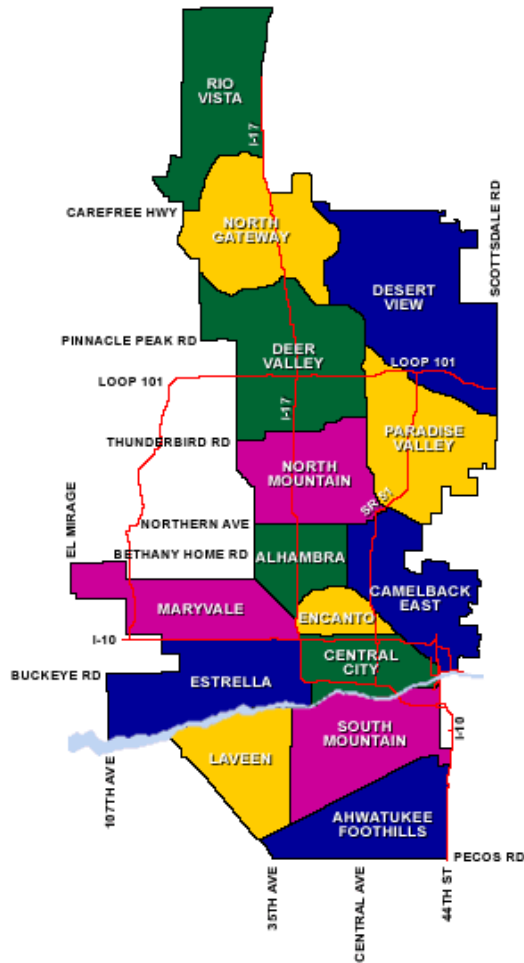 RIO
VISTA
I-17
CAREFREE HWY
NORTH
GATEWAY
SCOTTSDALE RD
DESERT
VIEW
PINNACLE PEAK RD
DEER
VALLEY
LOOP 101
LOOP 101
I-17
THUNDERBIRD RD
PARADISE
VALLEY
NORTH
MOUNTAIN
SR 51
NORTHERN AVE
EL MIRAGE
BETHANY HOME RD
ALHAMBRA
CAMELBACK
EAST
MARYVALE
ENCANTO
I-10
CENTRAL
CITY
BUCKEYE RD
ESTRELLA
SOUTH
MOUNTAIN
I-10
LAVEEN
107TH AVE
AHWATUKEE
FOOTHILLS
PECOS RD
35TH AVE
CENTRAL AVE
44TH ST